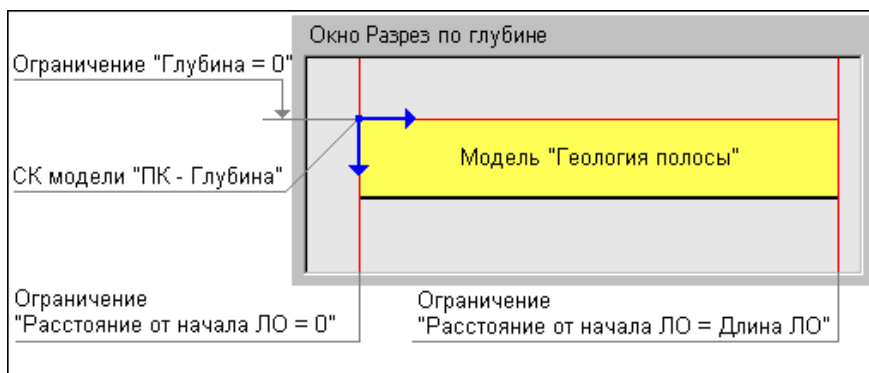 Окно Разрез по глубине
Ограничение "Глубина = 0"
Модель "Геология полосы"
СК модели "ПК - Глубина"
Ограничение
"Расстояние от начала ЛО = 0"
Ограничение
"Расстояние от начала ЛО = Длина ЛО"